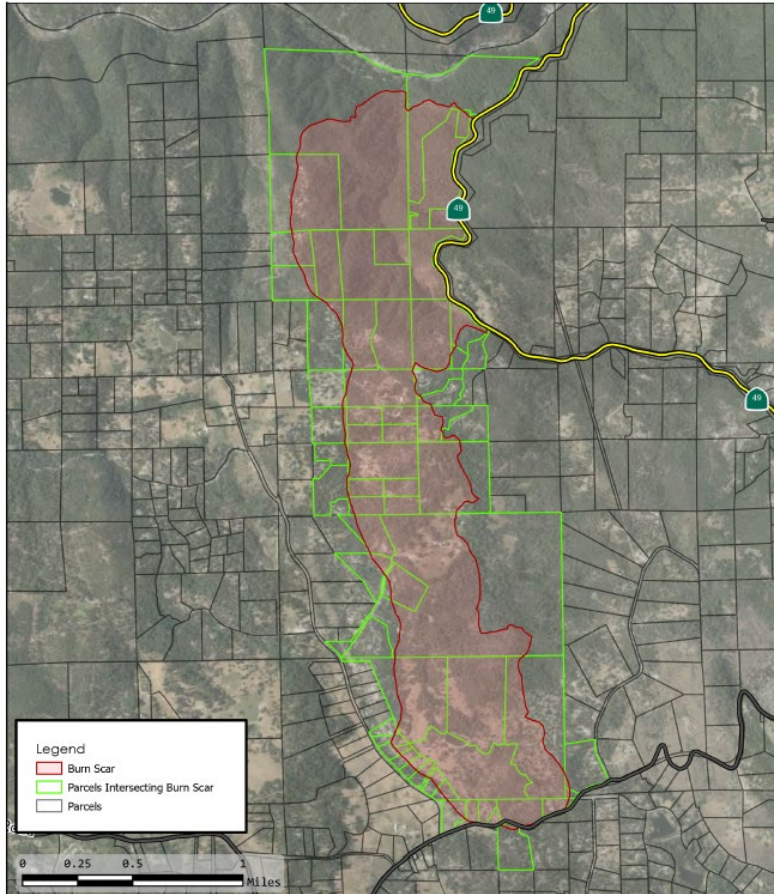 49
49
49
Legend
Burn Scar
Parcels Intersecting Burn Scar
Parcels
0 0.25 0.5 1
Miles